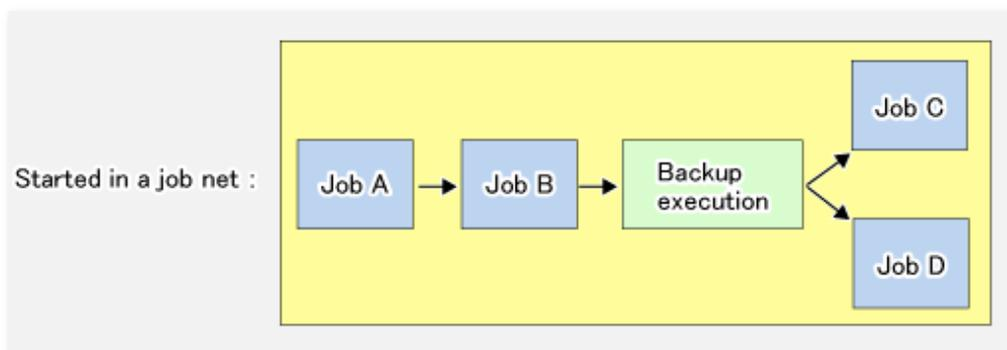 Started in a job net :
Job A
Job B
Backup
execution
Job C
Job D